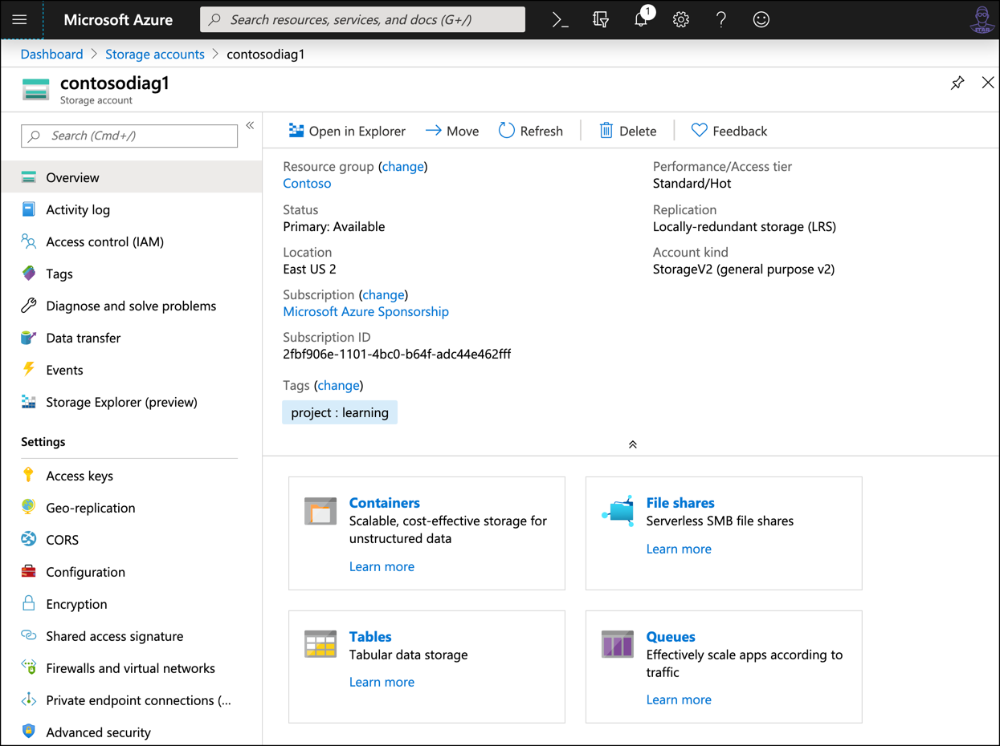 Microsoft Azure
Search resources, services, and docs (G+/)
1
Dashboard > Storage accounts > contosodiag1
contosodiag1
Storage account
Search (Cmd+/)
«
Overview
Activity log
Access control (IAM)
Tags
Diagnose and solve problems
Data transfer
Events
Storage Explorer (preview)
Settings
Access keys
Geo-replication
CORS
Configuration
Encryption
Shared access signature
Firewalls and virtual networks
Private endpoint connections (...
Advanced security
Open in Explorer
Move
Refresh
Delete
Feedback
Resource group (change)
Contoso
Status
Primary: Available
Location
East US 2
Subscription (change)
Microsoft Azure Sponsorship
Subscription ID
2fbf906e-1101-4bc0-b64f-adc44e462fff
Tags (change)
project : learning
Performance/Access tier
Standard/Hot
Replication
Locally-redundant storage (LRS)
Account kind
StorageV2 (general purpose v2)
Containers
Scalable, cost-effective storage for
unstructured data
Learn more
File shares
Serverless SMB file shares
Learn more
Tables
Tabular data storage
Learn more
Queues
Effectively scale apps according to
traffic
Learn more